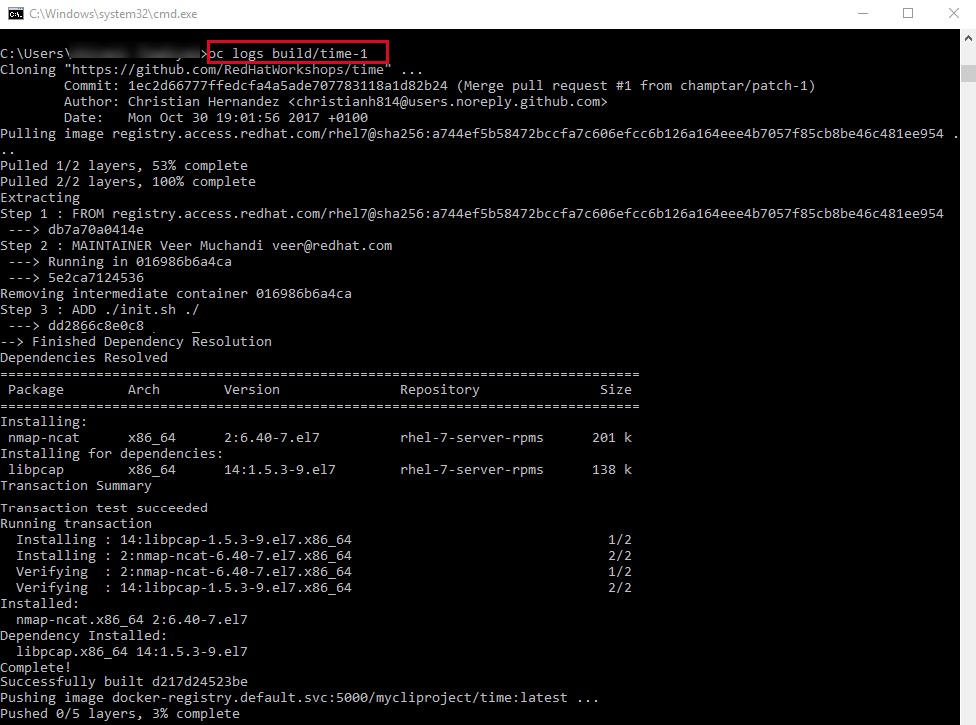 C:\Windows\system32\cmd.exe
C:\Users\ >oc logs build/time-1
Cloning "https://github.com/RedHatWorkshops/time" ...
Commit: 1ec2d66777ffedcfa4a5ade707783118a1d82b24 (Merge pull request #1 from champtar/patch-1)
Author: Christian Hernandez <christianh814@users.noreply.github.com>
Date: Mon Oct 30 19:01:56 2017 +0100
Pulling image registry.access.redhat.com/rhel7@sha256:a744ef5b58472bccfa7c606efcc6b126a164eee4b7057f85cb8be46c481ee954 .
..
Pulled 1/2 layers, 53% complete
Pulled 2/2 layers, 100% complete
Extracting
Step 1 : FROM registry.access.redhat.com/rhel7@sha256:a744ef5b58472bccfa7c606efcc6b126a164eee4b7057f85cb8be46c481ee954
---> db7a70a0414e
Step 2 : MAINTAINER Veer Muchandi veer@redhat.com
---> Running in 016986b6a4ca
---> 5e2ca7124536
Removing intermediate container 016986b6a4ca
Step 3 : ADD ./init.sh ./
---> dd2866c8e0c8
--> Finished Dependency Resolution
Dependencies Resolved
================================================================================
Package Arch Version Repository Size
================================================================================
Installing:
nmap-ncat x86_64 2:6.40-7.el7 rhel-7-server-rpms 201 k
Installing for dependencies:
libpcap x86_64 14:1.5.3-9.el7 rhel-7-server-rpms 138 k
Transaction Summary
Transaction test succeeded
Running transaction
Installing : 14:libpcap-1.5.3-9.el7.x86_64 1/2
Installing : 2:nmap-ncat-6.40-7.el7.x86_64 2/2
Verifying : 2:nmap-ncat-6.40-7.el7.x86_64 1/2
Verifying : 14:libpcap-1.5.3-9.el7.x86_64 2/2
Installed:
nmap-ncat.x86_64 2:6.40-7.el7
Dependency Installed:
libpcap.x86_64 14:1.5.3-9.el7
Complete!
Successfully built d217d24523be
Pushing image docker-registry.default.svc:5000/mycliproject/time:latest ...
Pushed 0/5 layers, 3% complete